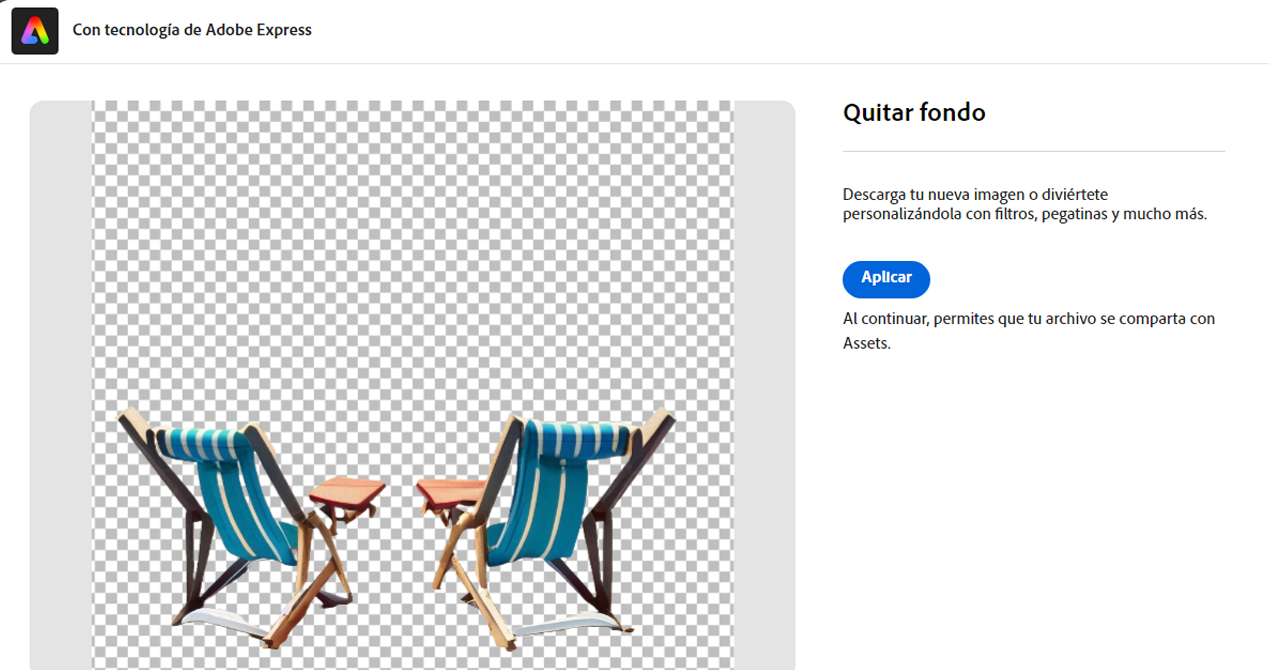 Con tecnología de Adobe Express
Quitar fondo
Descarga tu nueva imagen o diviértete
personalizándola con filtros, pegatinas y mucho más.
Aplicar
Al continuar, permites que tu archivo se comparta con
Assets.